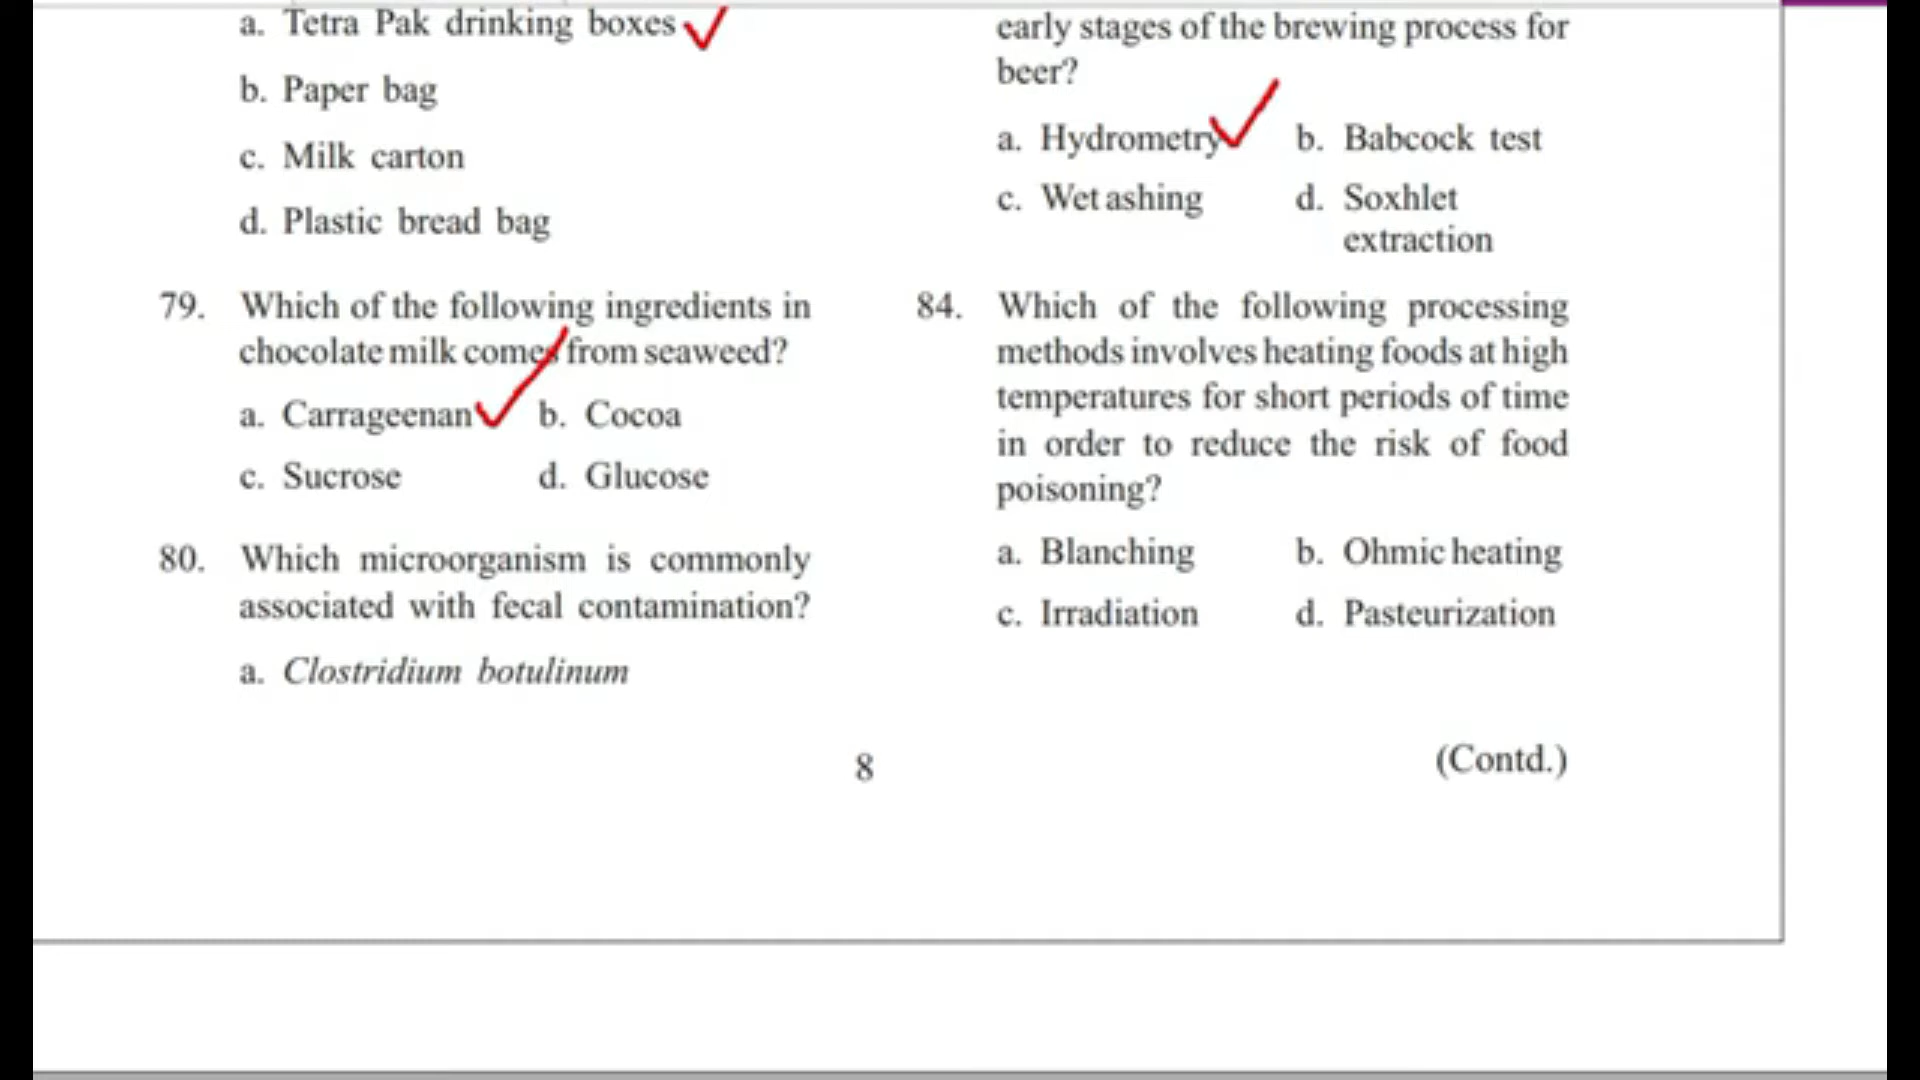 a. Tetra Pak drinking boxes
b. Paper bag
c. Milk carton
d. Plastic bread bag
79. Which of the following ingredients in
chocolate milk comes from seaweed?
a. Carrageenan b. Cocoa
c. Sucrose d. Glucose
80. Which microorganism is commonly
associated with fecal contamination?
a. Clostridium botulinum
early stages of the brewing process for
beer?
a. Hydrometry b. Babcock test
c. Wet ashing d. Soxhlet
extraction
84. Which of the following processing
methods involves heating foods at high
temperatures for short periods of time
in order to reduce the risk of food
poisoning?
a. Blanching b. Ohmic heating
c. Irradiation d. Pasteurization
8
(Contd.)